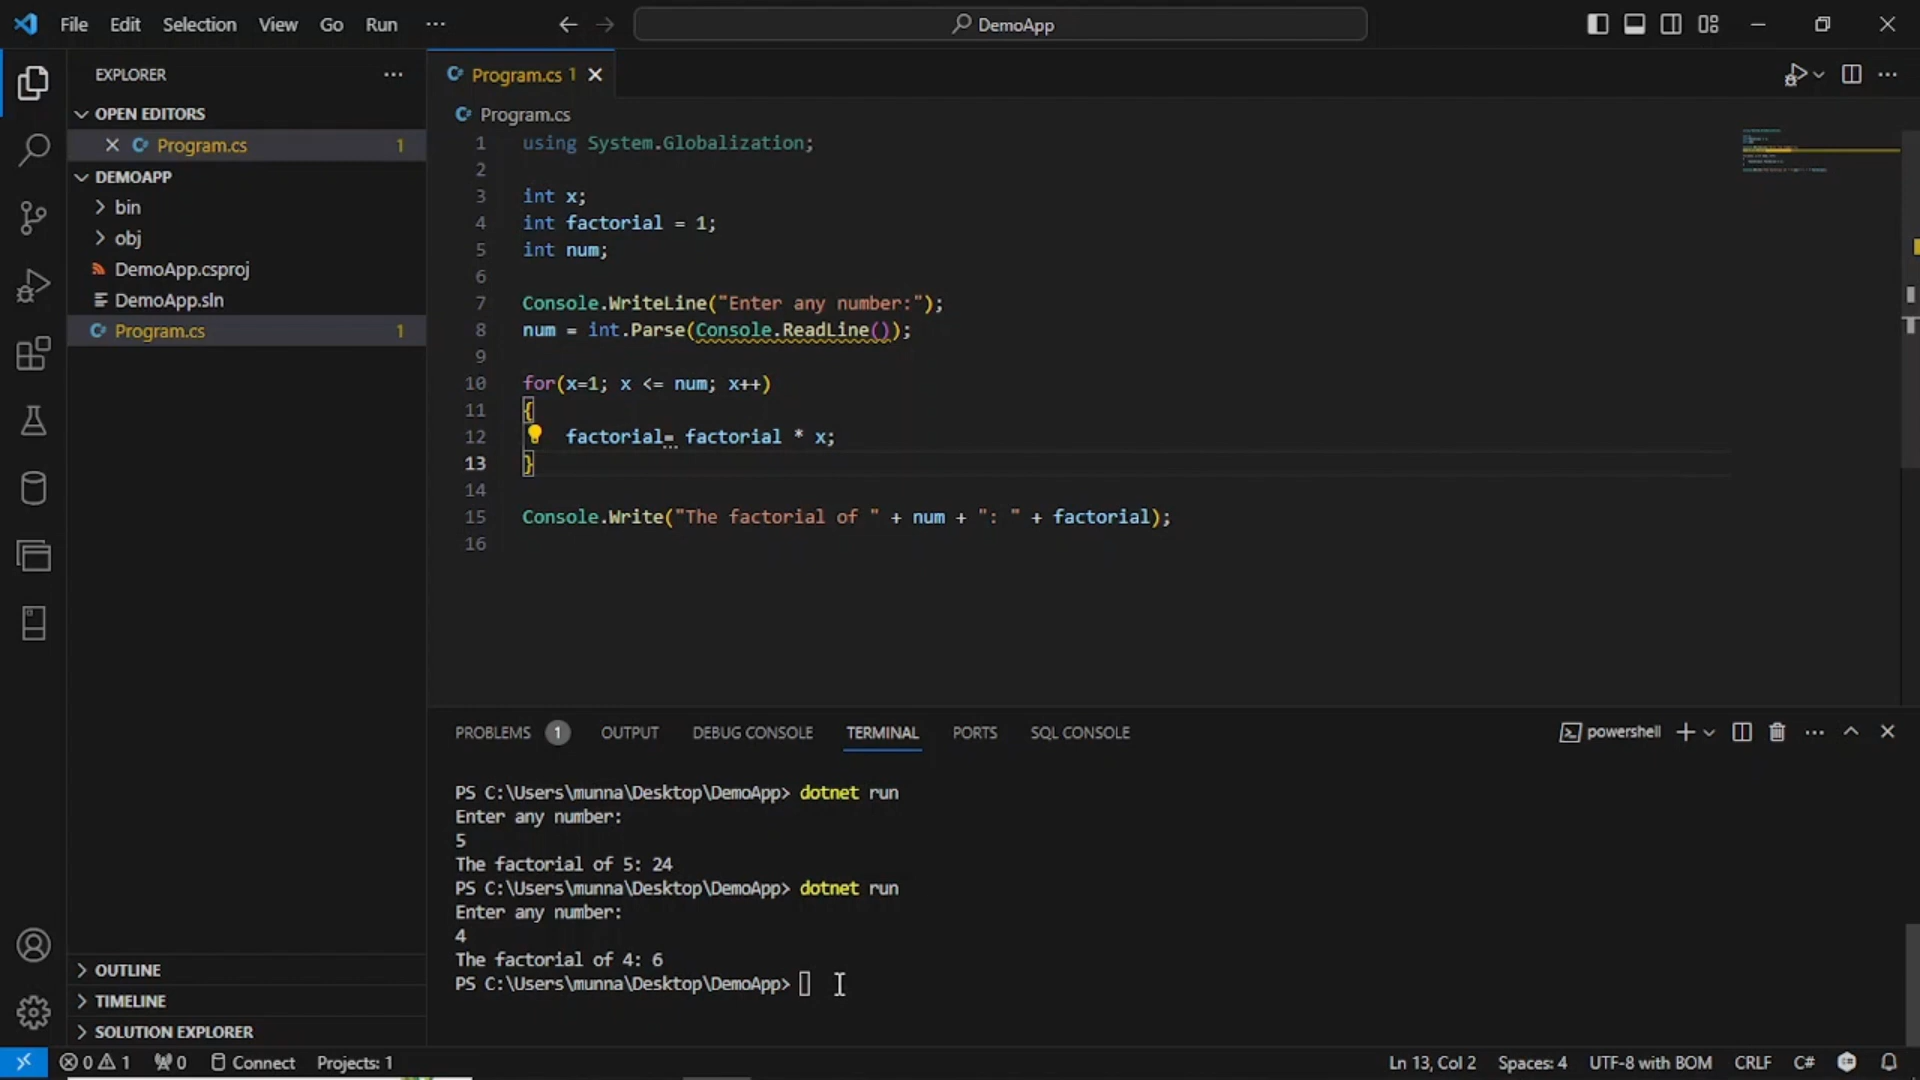 File Edit Selection View Go Run ··· DemoApp
EXPLORER ···
OPEN EDITORS
Program.cs 1
DEMOAPP
bin
obj
DemoApp.csproj
DemoApp.sln
Program.cs 1
OUTLINE
TIMELINE
SOLUTION EXPLORER
Program.cs 1
Program.cs
1 using System.Globalization;
2
3 int x;
4 int factorial = 1;
5 int num;
6
7 Console.WriteLine("Enter any number:");
8 num = int.Parse(Console.ReadLine());
9
10 for(x=1; x <= num; x++)
11 {
12 factorial= factorial * x;
13 }
14
15 Console.Write("The factorial of " + num + ": " + factorial);
16
PROBLEMS 1 OUTPUT DEBUG CONSOLE TERMINAL PORTS SQL CONSOLE powershell
PS C:\Users\munna\Desktop\DemoApp> dotnet run
Enter any number:
5
The factorial of 5: 24
PS C:\Users\munna\Desktop\DemoApp> dotnet run
Enter any number:
4
The factorial of 4: 6
PS C:\Users\munna\Desktop\DemoApp>
0 1 0 Connect Projects: 1 Ln 13, Col 2 Spaces: 4 UTF-8 with BOM CRLF C#